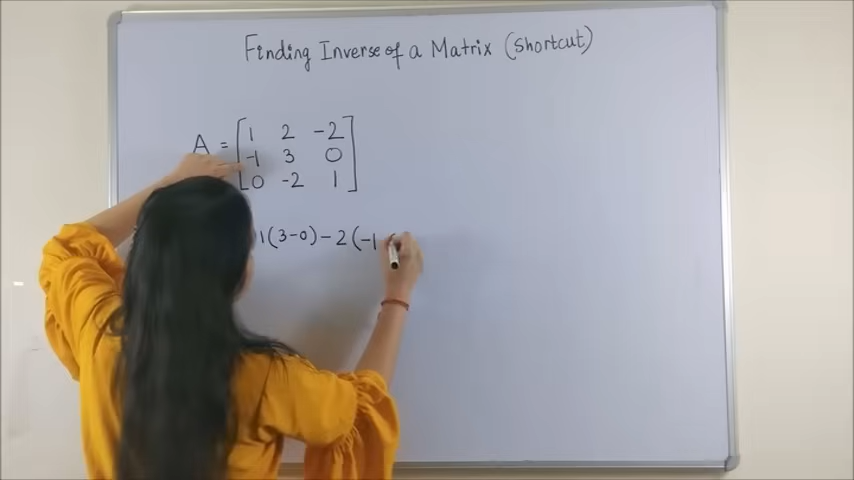 Finding Inverse of a Matrix (Shortcut)
A = [1 2 -2
-1 3 0
0 -2 1]
1(3-0) - 2(-1